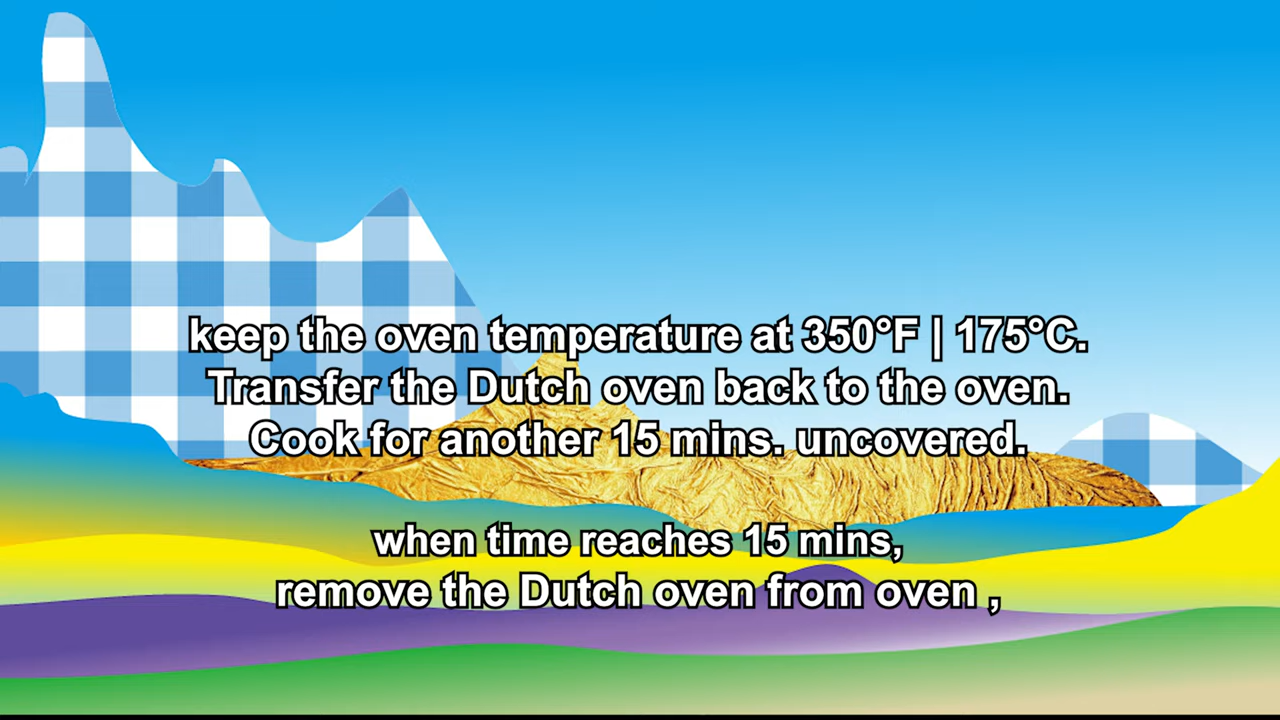 keep the oven temperature at 350°F | 175°C.
Transfer the Dutch oven back to the oven.
Cook for another 15 mins. uncovered.
when time reaches 15 mins,
remove the Dutch oven from oven ,